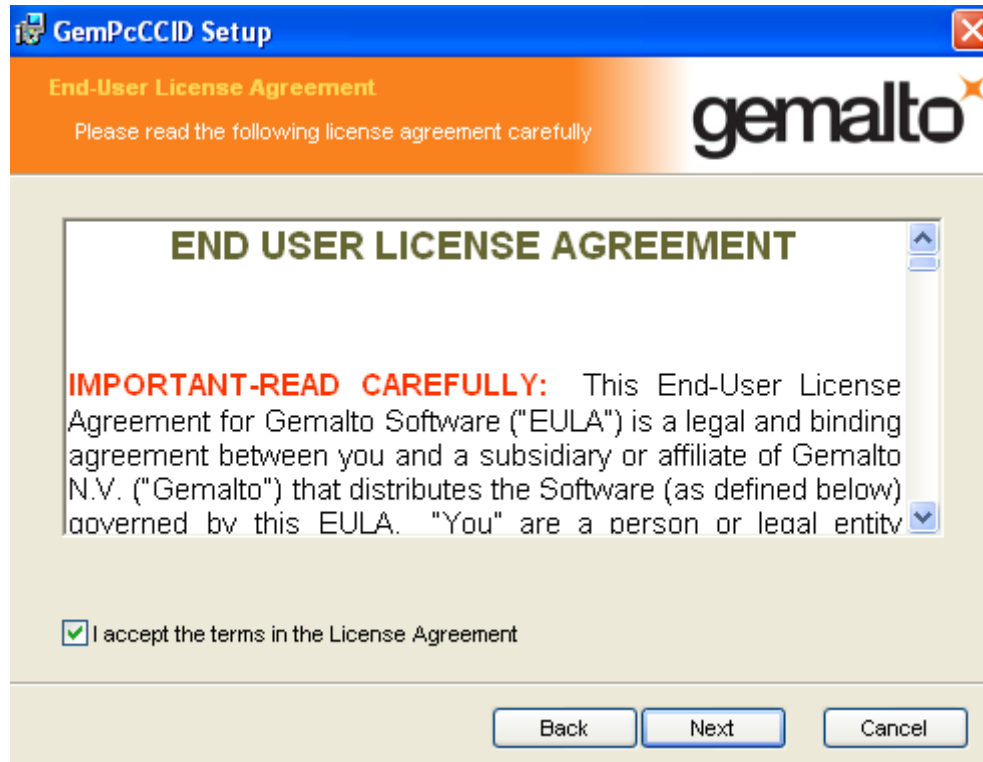 GemPcCCID Setup
End-User License Agreement
Please read the following license agreement carefully
gemalto
END USER LICENSE AGREEMENT
IMPORTANT-READ CAREFULLY: This End-User License
Agreement for Gemalto Software ("EULA") is a legal and binding
agreement between you and a subsidiary or affiliate of Gemalto
N.V. ("Gemalto") that distributes the Software (as defined below)
governed by this EULA. "You" are a person or legal entity
I accept the terms in the License Agreement
Back Next Cancel